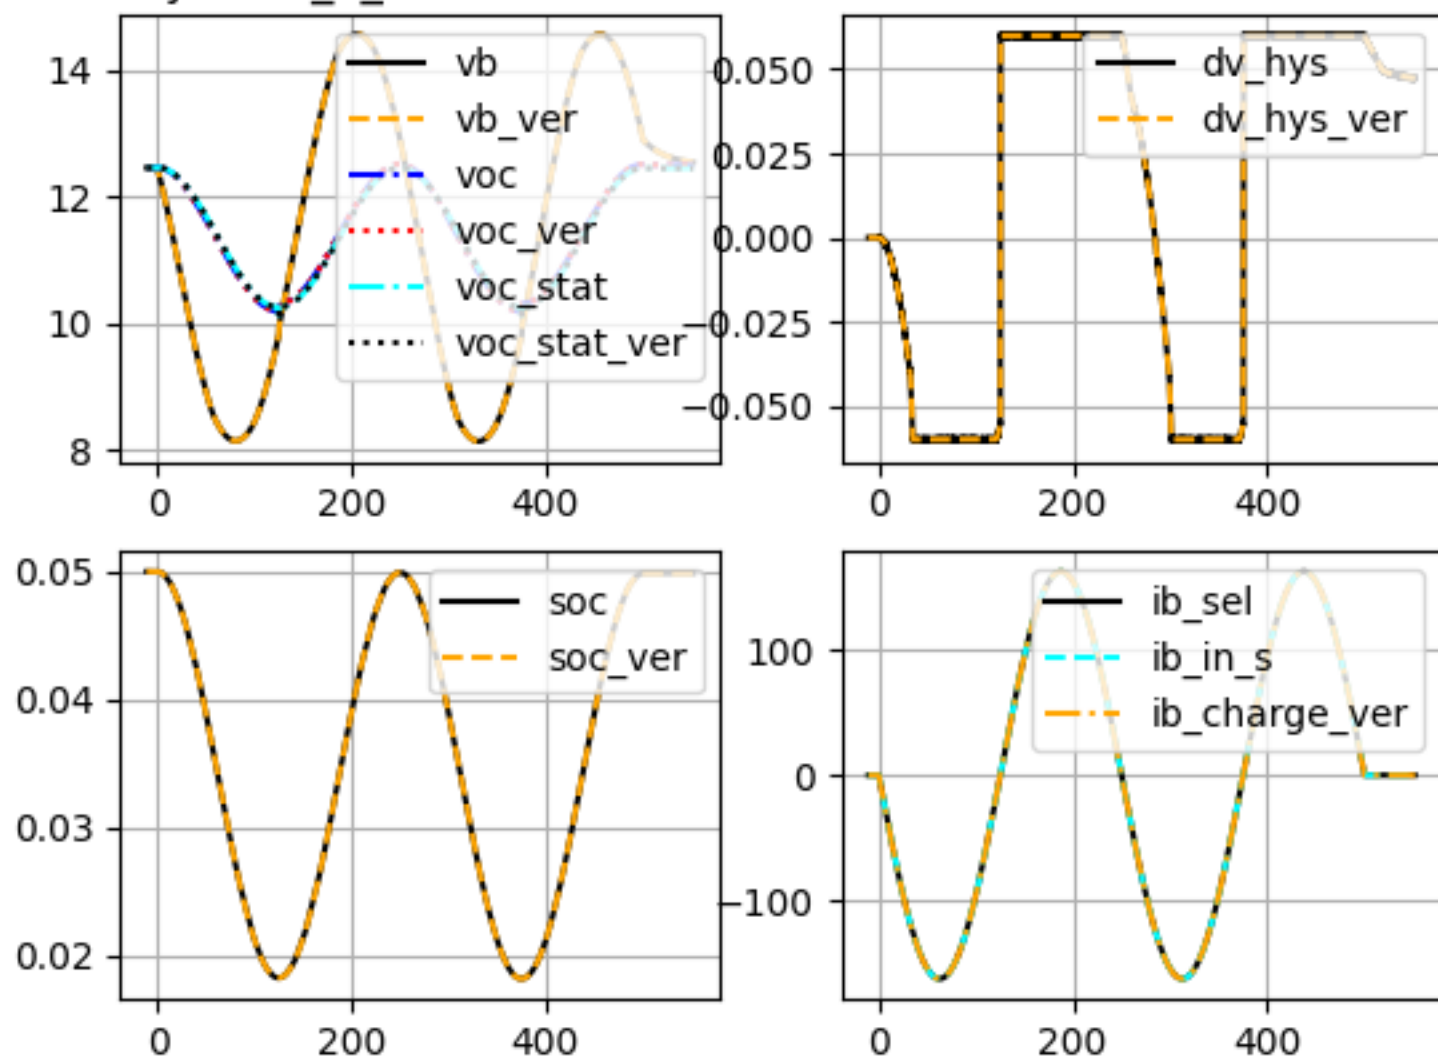 14
12
10
8
0 200 400
vb
vb_ver
voc
voc_ver
voc_stat
voc_stat_ver
0.050
0.025
0.000
−0.025
−0.050
0 200 400
dv_hys
dv_hys_ver
0.05
0.04
0.03
0.02
0 200 400
soc
soc_ver
100
0
−100
0 200 400
ib_sel
ib_in_s
ib_charge_ver